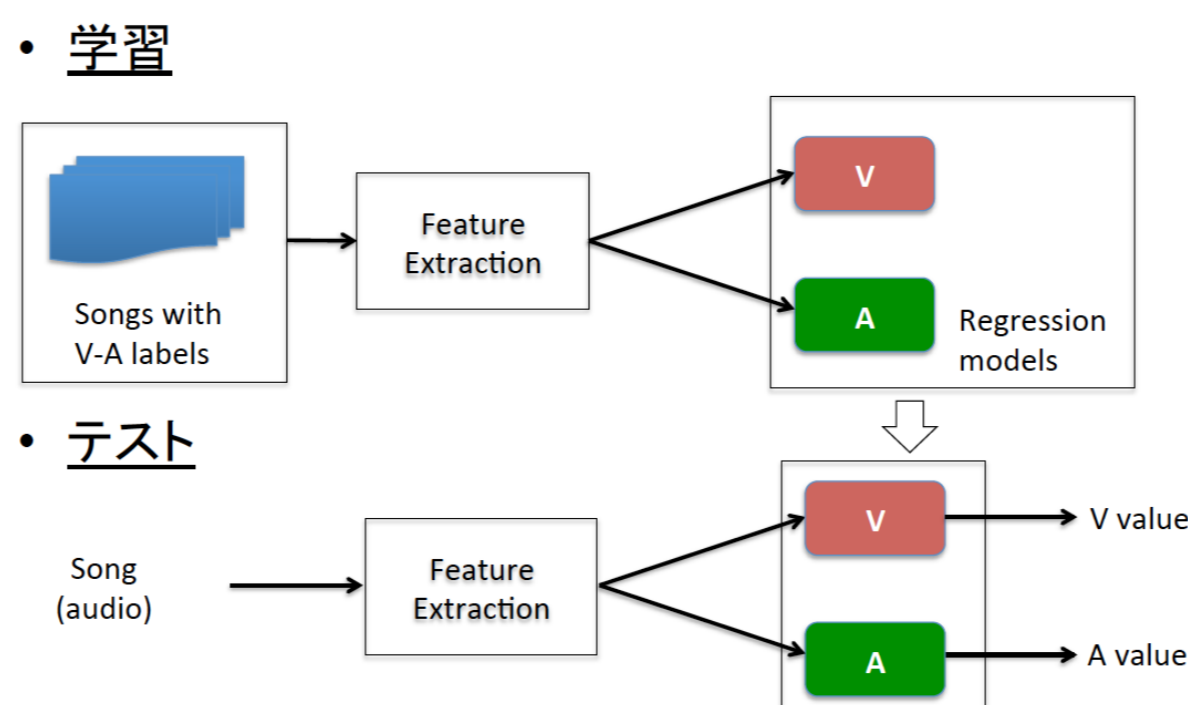 • 学習
Songs with
V-A labels
Feature
Extraction
V
A
Regression
models
• テスト
Song
(audio)
Feature
Extraction
V
V value
A
A value